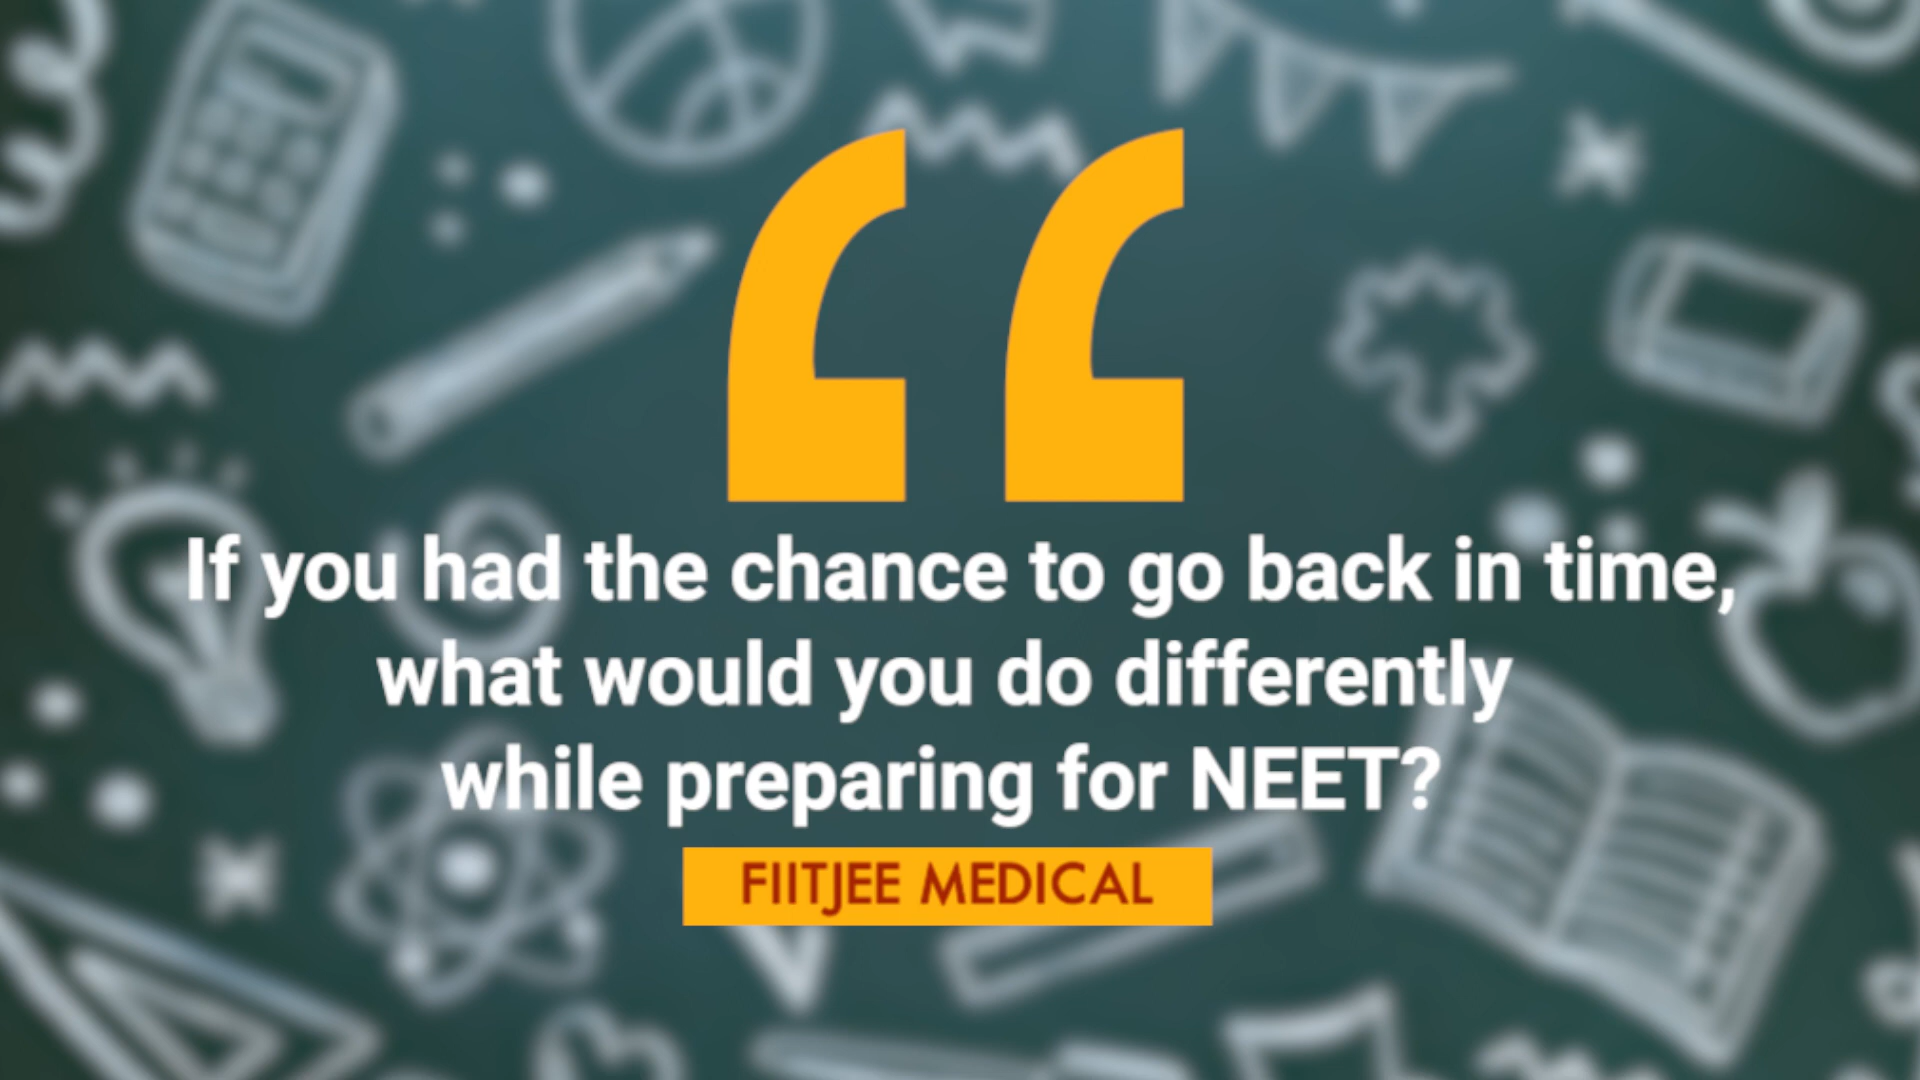 If you had the chance to go back in time,
what would you do differently
while preparing for NEET?
FIITJEE MEDICAL